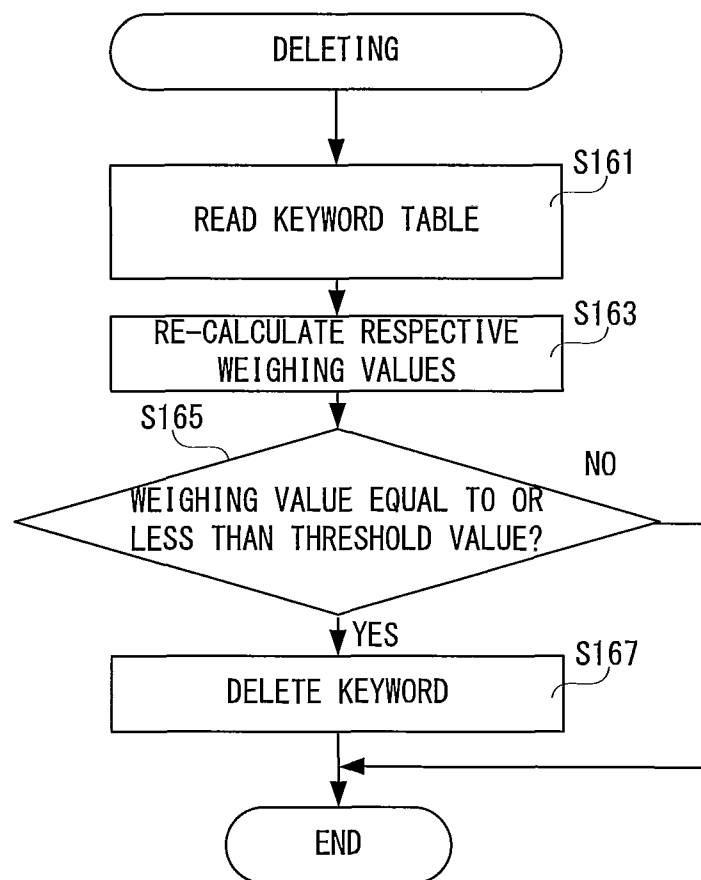 DELETING
S161
READ KEYWORD TABLE
S163
RE-CALCULATE RESPECTIVE
WEIGHING VALUES
S165
NO
WEIGHING VALUE EQUAL TO OR
LESS THAN THRESHOLD VALUE?
YES
S167
DELETE KEYWORD
END